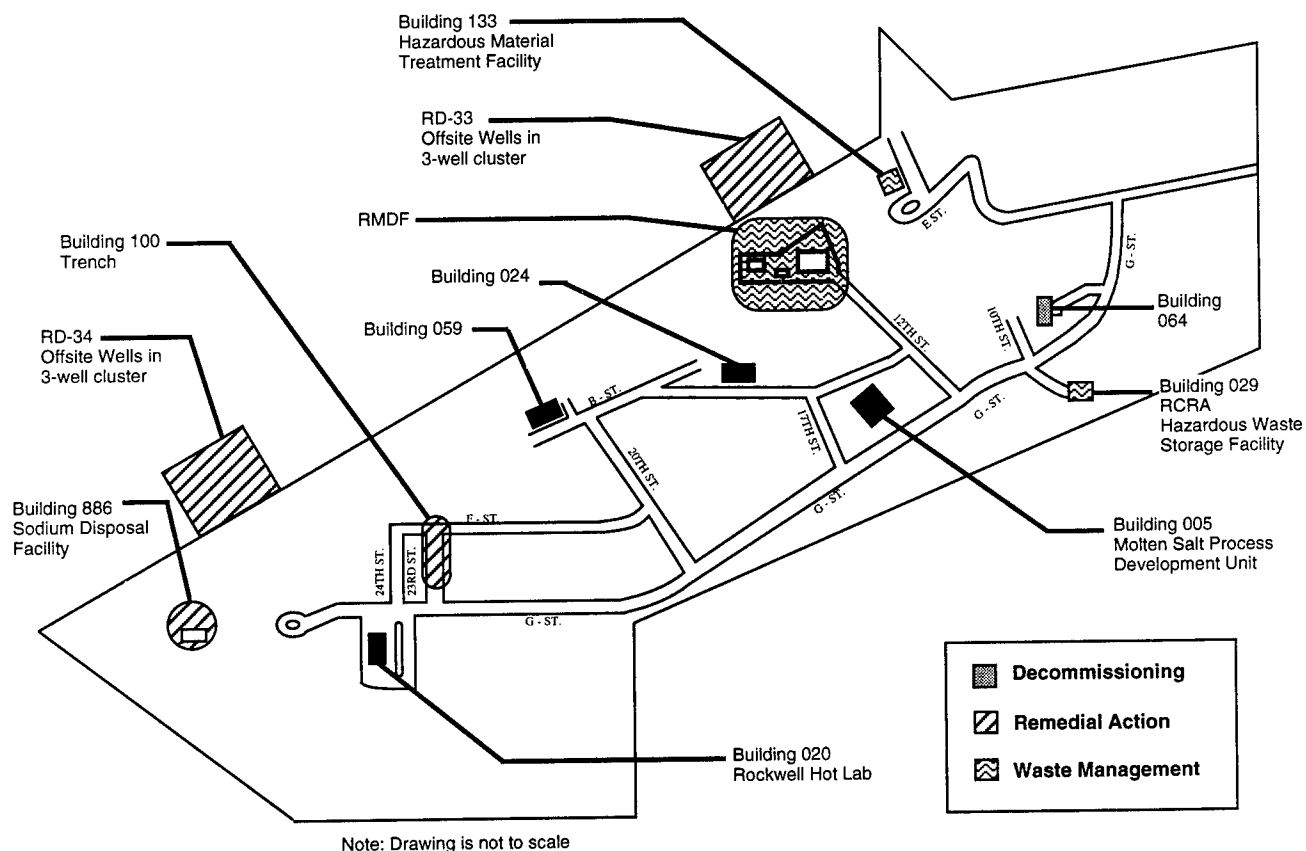 Building 133
Hazardous Material
Treatment Facility
RD-33
Offsite Wells in
3-well cluster
RMDF
Building 100
Trench
Building 024
Building 059
RD-34
Offsite Wells in
3-well cluster
Building 886
Sodium Disposal
Facility
E ST.
G - ST.
Building
064
10TH ST.
12TH ST.
B - ST.
17TH ST.
G - ST.
Building 029
RCRA
Hazardous Waste
Storage Facility
20TH ST.
G - ST.
F - ST.
24TH ST.
23RD ST.
G - ST.
Building 005
Molten Salt Process
Development Unit
Building 020
Rockwell Hot Lab
Decommissioning
Remedial Action
Waste Management
Note: Drawing is not to scale